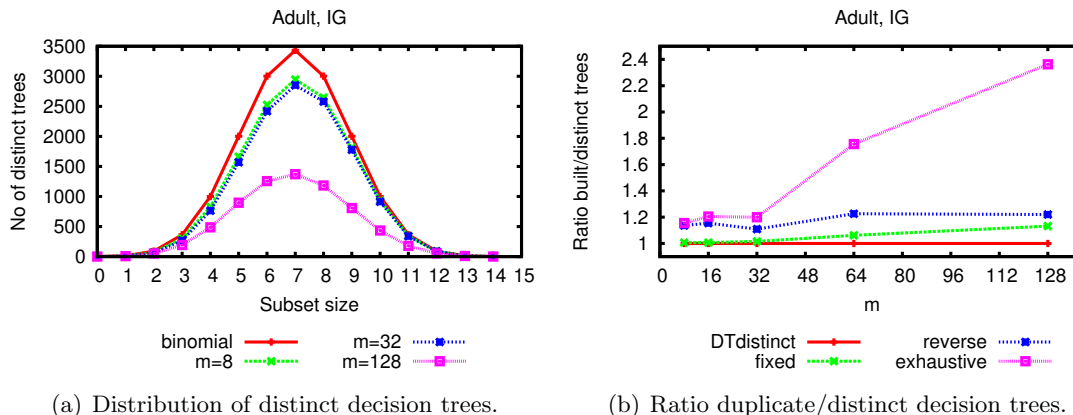 Adult, IG
No of distinct trees
3500
3000
2500
2000
1500
1000
500
0
0 1 2 3 4 5 6 7 8 9 10 11 12 13 14 15
Subset size
binomial
m=8
m=32
m=128
(a) Distribution of distinct decision trees.
Adult, IG
Ratio built/distinct trees
2.4
2.2
2
1.8
1.6
1.4
1.2
1
0 16 32 48 64 80 96 112 128
m
DTdistinct
fixed
reverse
exhaustive
(b) Ratio duplicate/distinct decision trees.